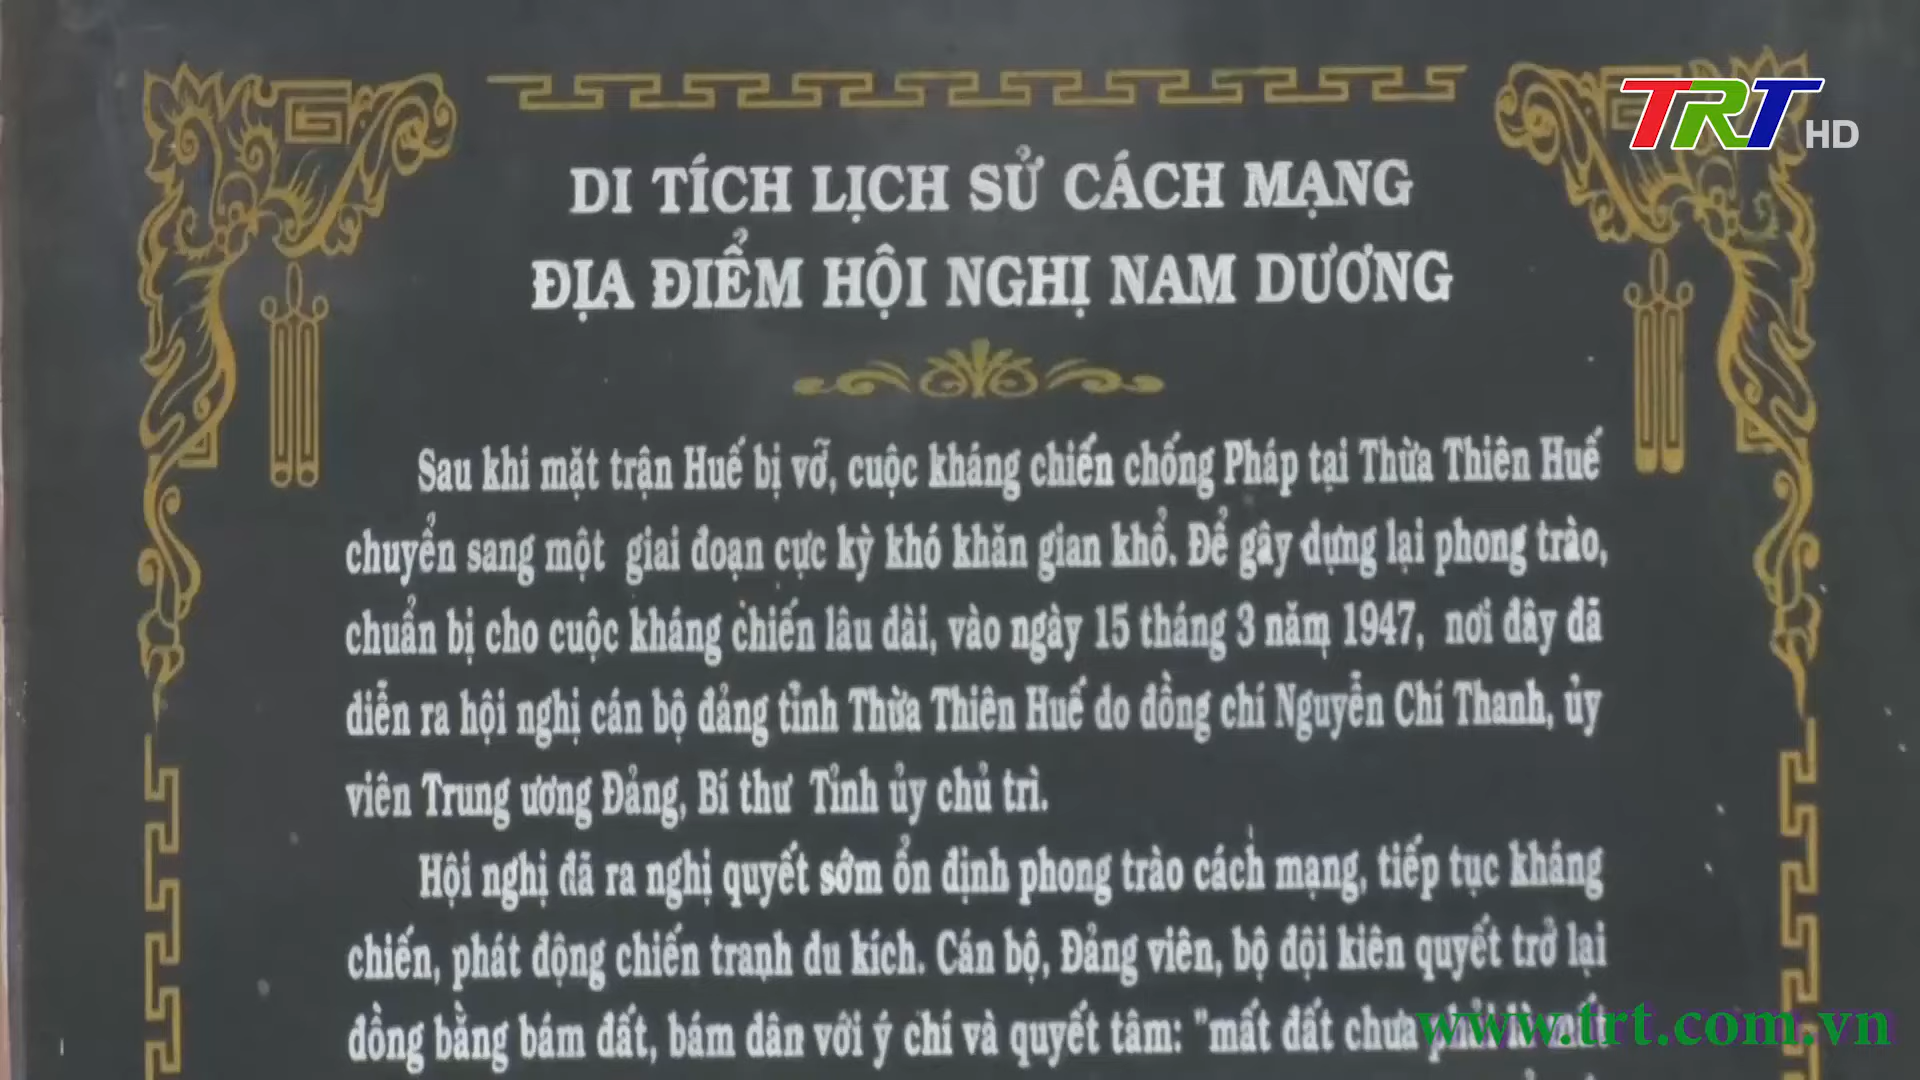 TRT HD
DI TÍCH LỊCH SỬ CÁCH MẠNG
ĐỊA ĐIỂM HỘI NGHỊ NAM DƯƠNG
Sau khi mặt trận Huế bị vỡ, cuộc kháng chiến chống Pháp tại Thừa Thiên Huế
chuyển sang một giai đoạn cực kỳ khó khăn gian khổ. Để gây dựng lại phong trào,
chuẩn bị cho cuộc kháng chiến lâu dài, vào ngày 15 tháng 3 năm 1947, nơi đây đã
diễn ra hội nghị cán bộ đảng tỉnh Thừa Thiên Huế do đồng chí Nguyễn Chí Thanh, ủy
viên Trung ương Đảng, Bí thư Tỉnh ủy chủ trì.
Hội nghị đã ra nghị quyết sớm ổn định phong trào cách mạng, tiếp tục kháng
chiến, phát động chiến tranh du kích. Cán bộ, Đảng viên, bộ đội kiên quyết trở lại
đồng bằng bám đất, bám dân với ý chí và quyết tâm: "mất đất chưa phải là mất
www.trt.com.vn